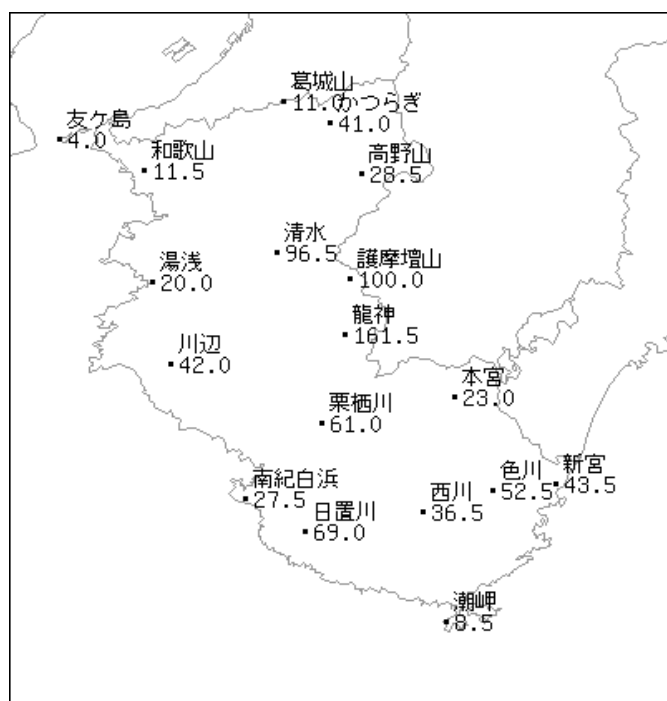 葛城山
11.0
かつらぎ
41.0
友ケ島
4.0
和歌山
11.5
高野山
28.5
清水
96.5
湯浅
20.0
護摩壇山
100.0
龍神
161.5
川辺
42.0
本宮
23.0
栗栖川
61.0
新宮
43.5
色川
52.5
南紀白浜
27.5
西川
36.5
日置川
69.0
潮岬
8.5